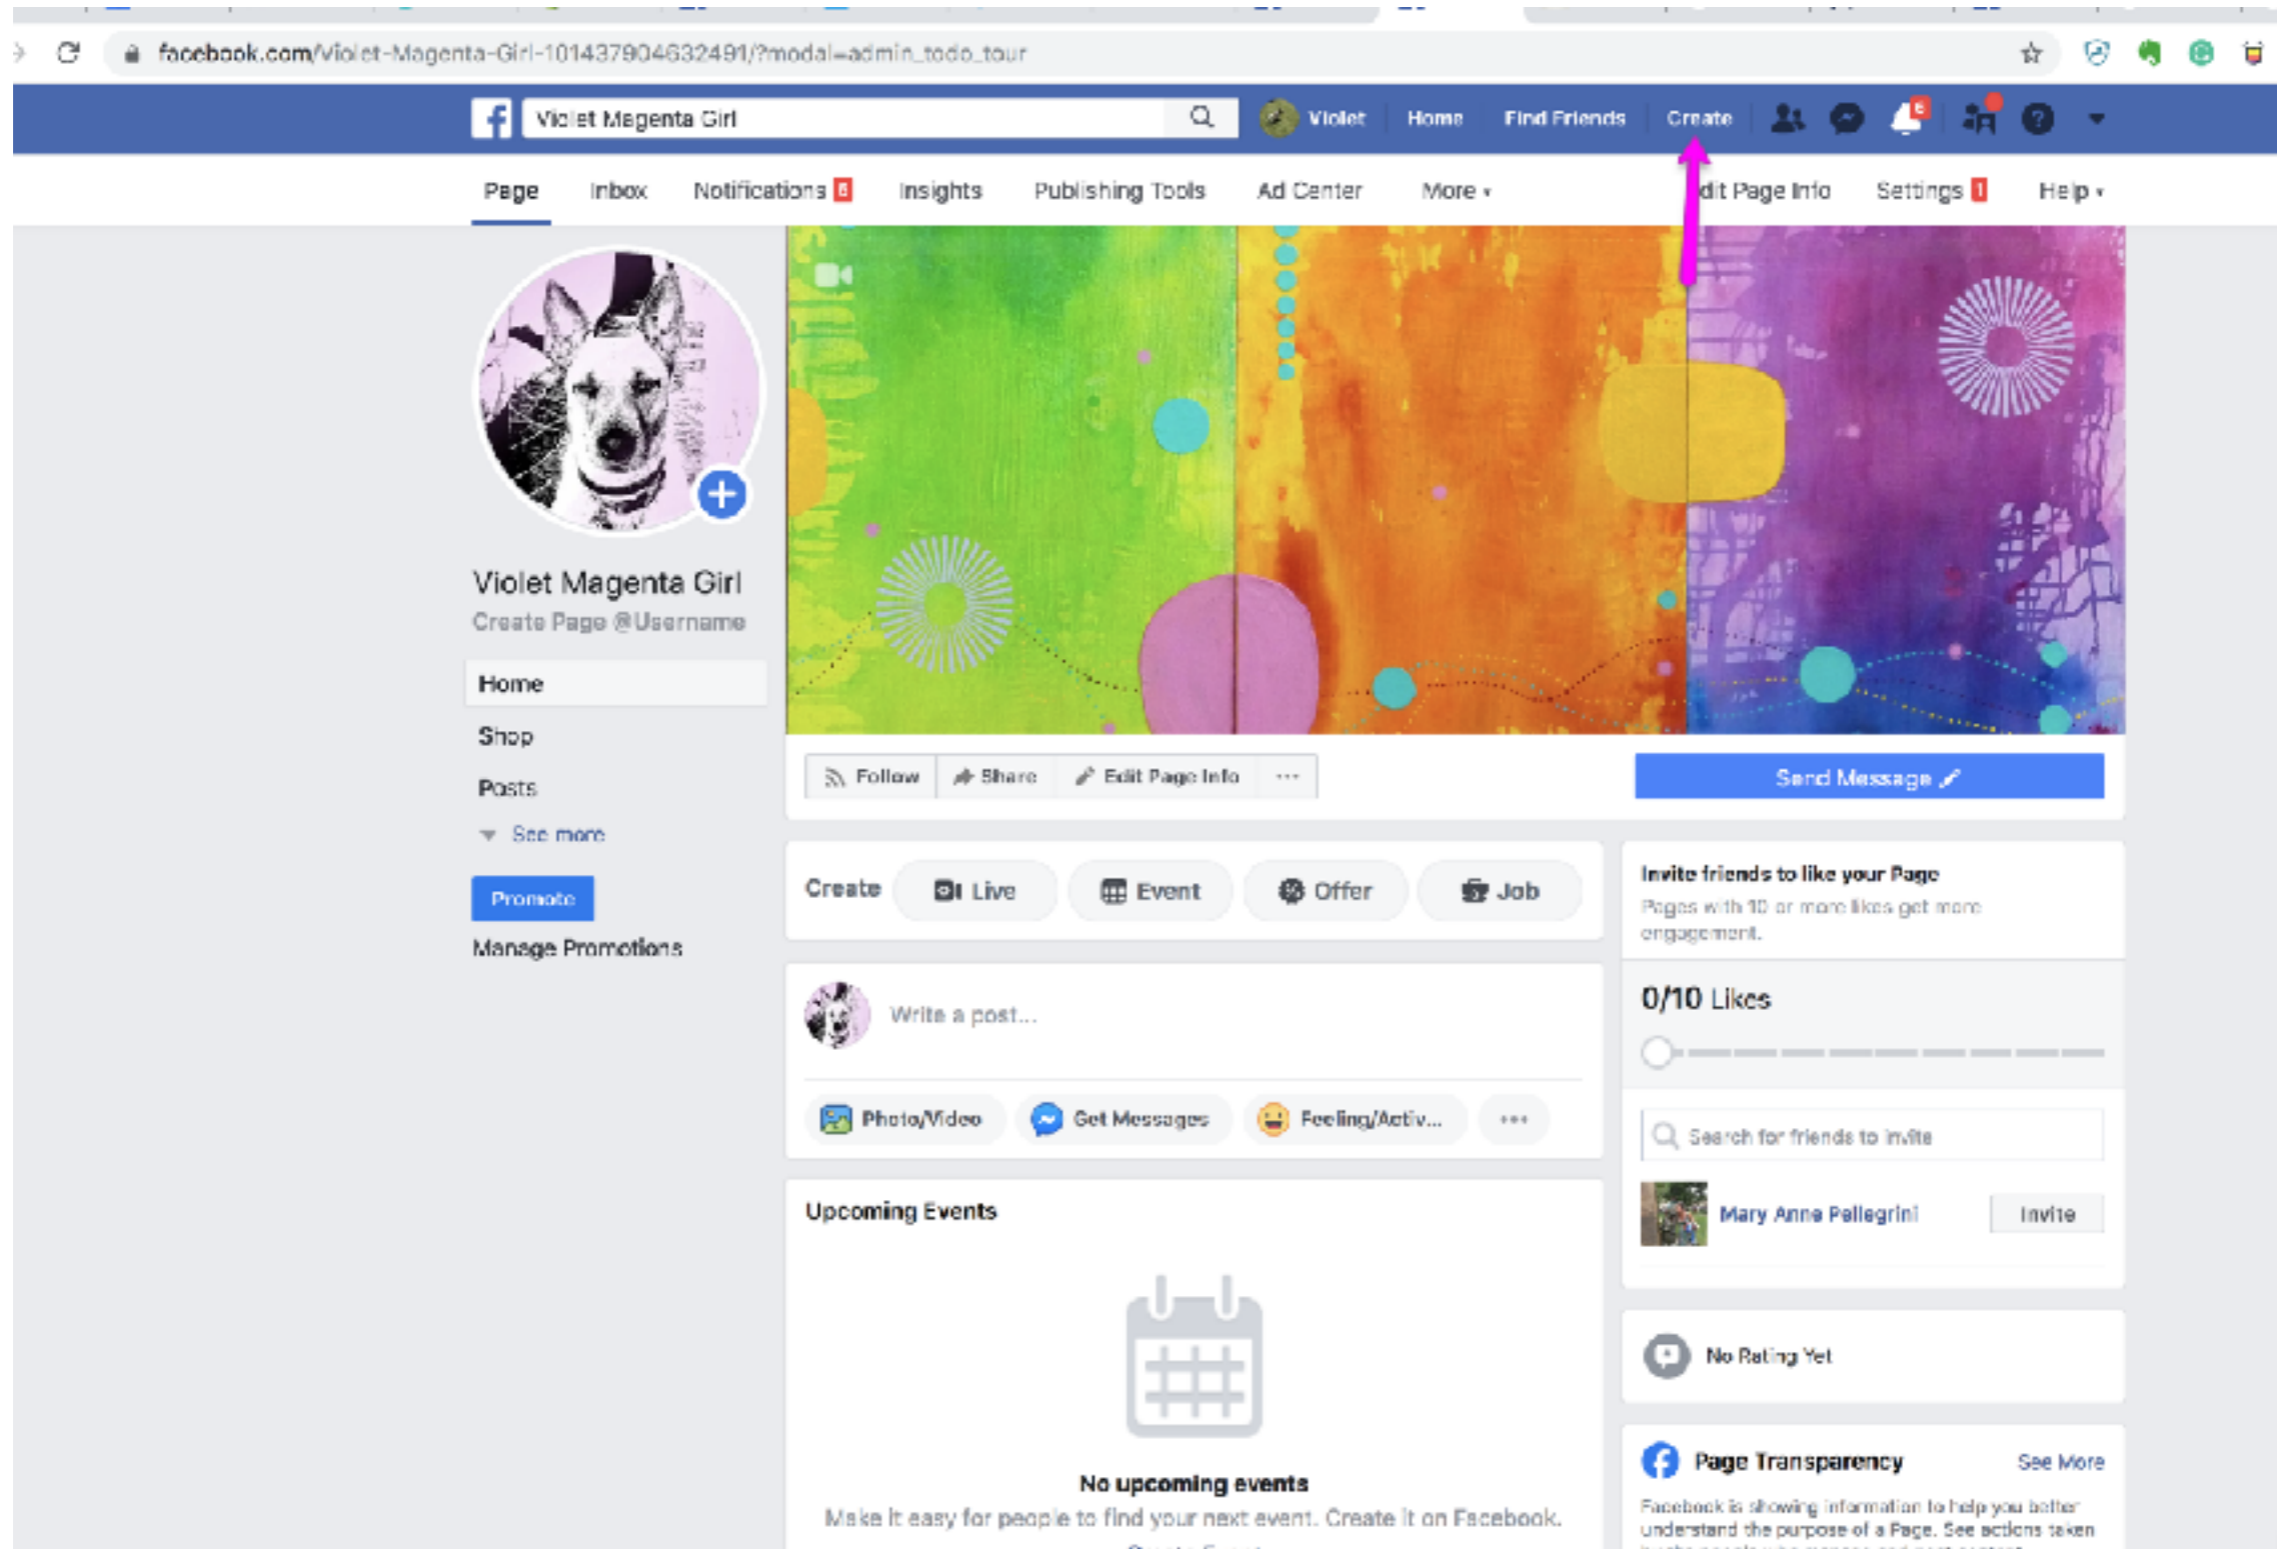 facebook.com/Violet-Magenta-Girl-101437904632491/?modal=admin_todo_tour
Violet Magenta Girl
Violet Home Find Friends Create
6
Page Inbox Notifications 6 Insights Publishing Tools Ad Center More
dit Page Info Settings 1 Help
Violet Magenta Girl
Create Page @Username
Home
Shop
Posts
See more
Promote
Manage Promotions
Follow Share Edit Page Info ...
Send Message
Create Live Event Offer Job
Write a post...
Photo/Video Get Messages Feeling/Activ... ...
Upcoming Events
No upcoming events
Make it easy for people to find your next event. Create it on Facebook.
Invite friends to like your Page
Pages with 10 or more likes get more
engagement.
0/10 Likes
Search for friends to invite
Mary Anne Pellegrini Invite
No Rating Yet
Page Transparency See More
Facebook is showing information to help you better
understand the purpose of a Page. See actions taken